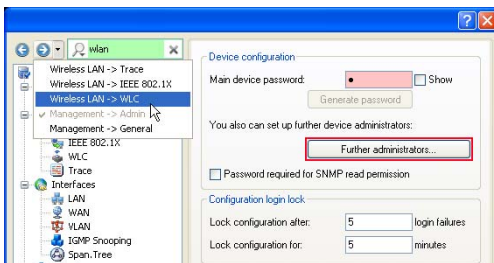 wlan
Wireless LAN -> Trace
Wireless LAN -> IEEE 802.1X
Wireless LAN -> WLC
Management -> Admin
Management -> General
IEEE 802.1X
WLC
Trace
Interfaces
LAN
WAN
VLAN
IGMP Snooping
Span.Tree
Device configuration
Main device password:
Show
Generate password
You also can set up further device administrators:
Further administrators...
Password required for SNMP read permission
Configuration login lock
Lock configuration after: 5 login failures
Lock configuration for: 5 minutes